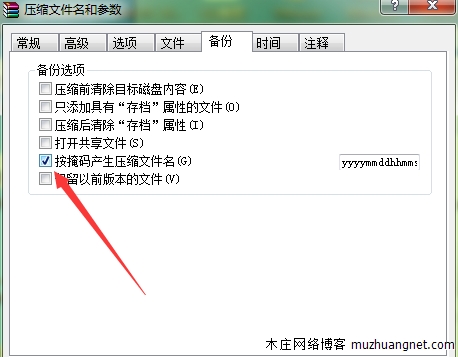 压缩文件名和参数
常规 高级 选项 文件 备份 时间 注释
备份选项
压缩前清除目标磁盘内容(E)
只添加具有“存档”属性的文件(O)
压缩后清除“存档”属性(I)
打开共享文件(S)
按掩码产生压缩文件名(G) yyyymmddhhmms
留以前版本的文件(V)
木庄网络博客 muzhuangnet.com